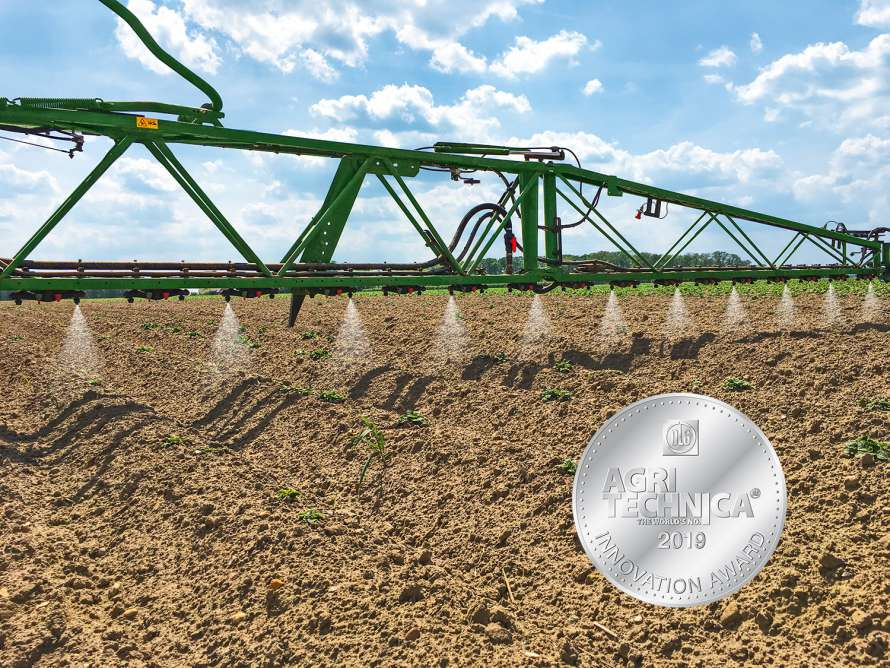 DLG
AGRI
TECHNICA®
THE WORLD'S NO.1
2019
INNOVATION AWARD